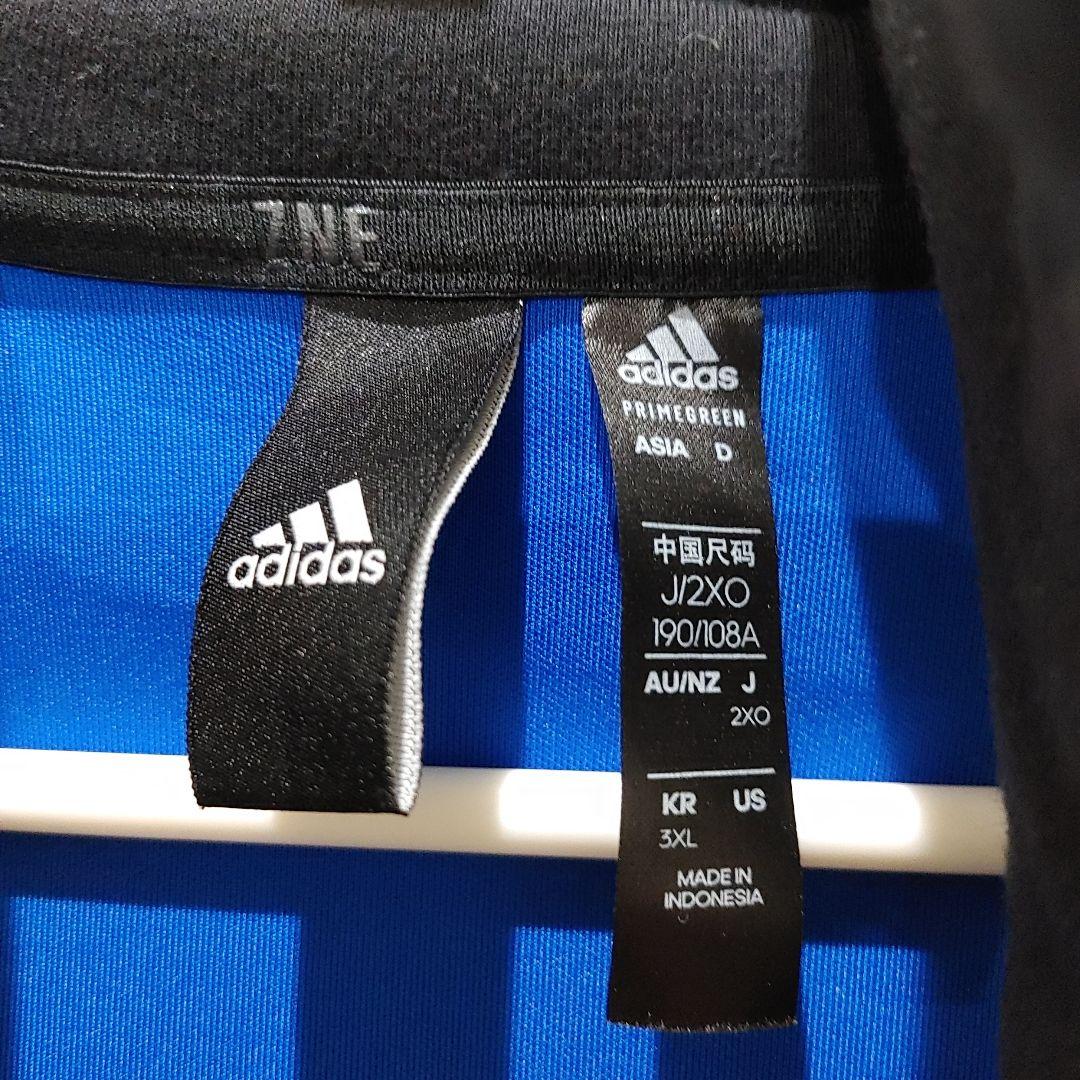 ZNE
adidas
adidas
PRIMEGREEN
ASIA D
中国尺码
J/2XO
190/108A
AU/NZ J
2XO
KR US
3XL
MADE IN
INDONESIA